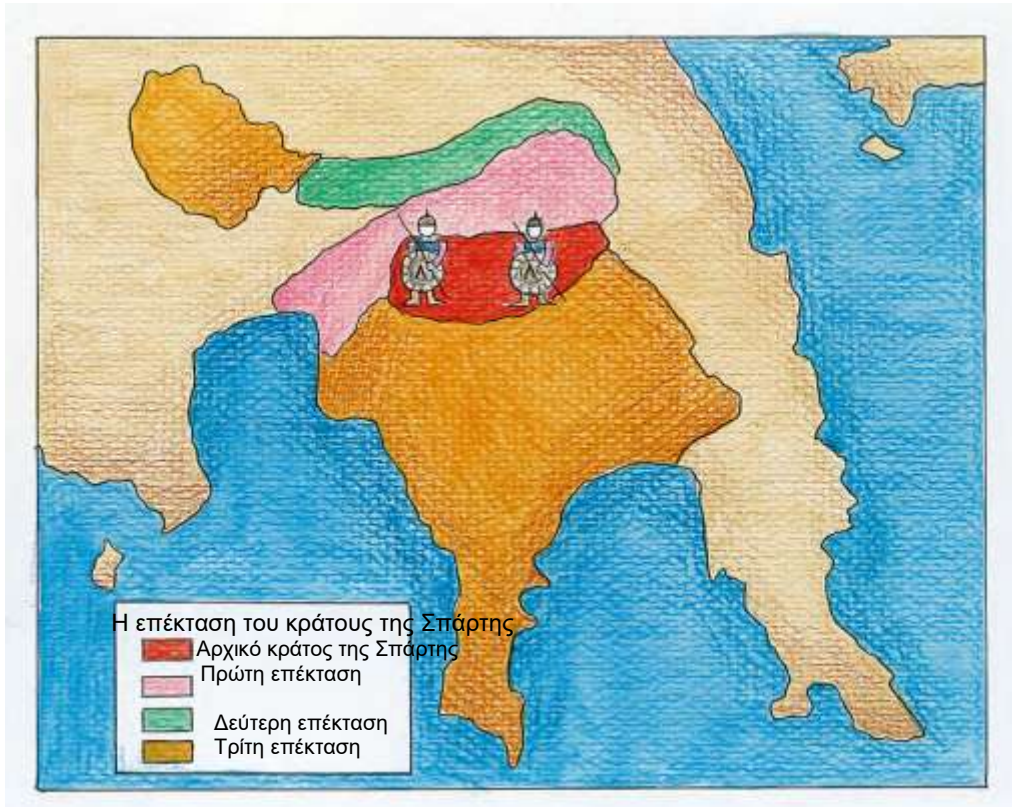 Η επέκταση του κράτους της Σπάρτης
Αρχικό κράτος της Σπάρτης
Πρώτη επέκταση
Δεύτερη επέκταση
Τρίτη επέκταση